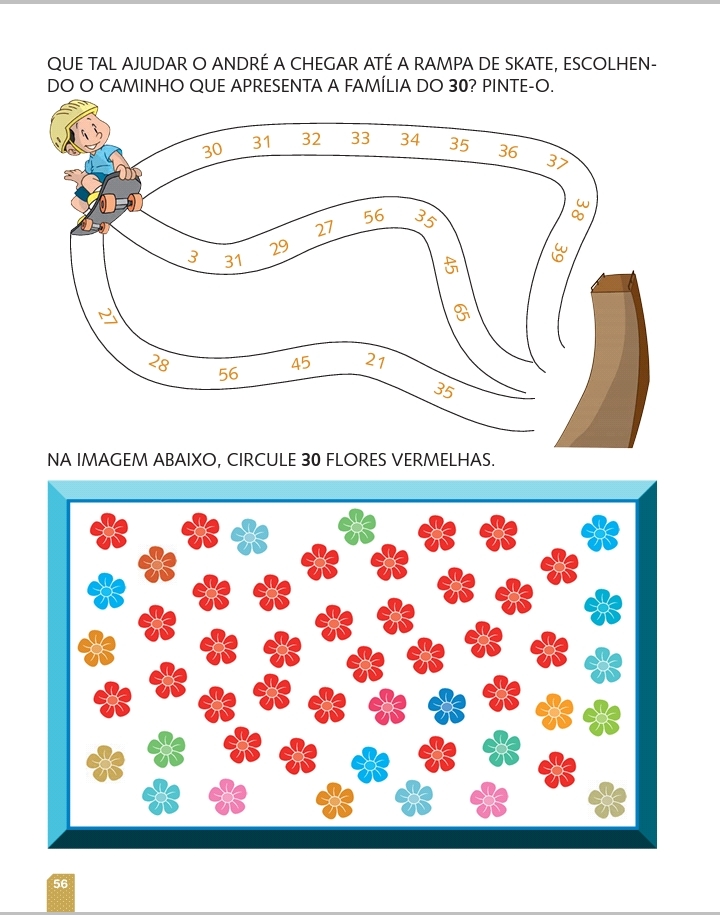 QUE TAL AJUDAR O ANDRÉ A CHEGAR ATÉ A RAMPA DE SKATE, ESCOLHEN-
DO O CAMINHO QUE APRESENTA A FAMÍLIA DO 30? PINTE-O.
30 31 32 33 34 35 36 37 38 39
3 31 29 27 56 35 45 65
27 28 56 45 21 35
NA IMAGEM ABAIXO, CIRCULE 30 FLORES VERMELHAS.
56